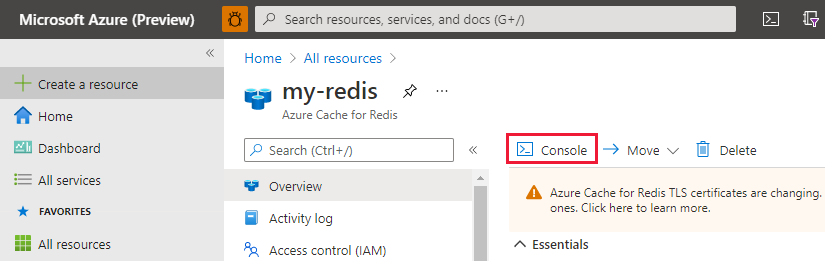 Microsoft Azure (Preview)
Search resources, services, and docs (G+/)
Create a resource
Home
Dashboard
All services
FAVORITES
All resources
Home > All resources >
my-redis
Azure Cache for Redis
Search (Ctrl+/)
Overview
Activity log
Access control (IAM)
Console
Move
Delete
Azure Cache for Redis TLS certificates are changing.
ones. Click here to learn more.
Essentials